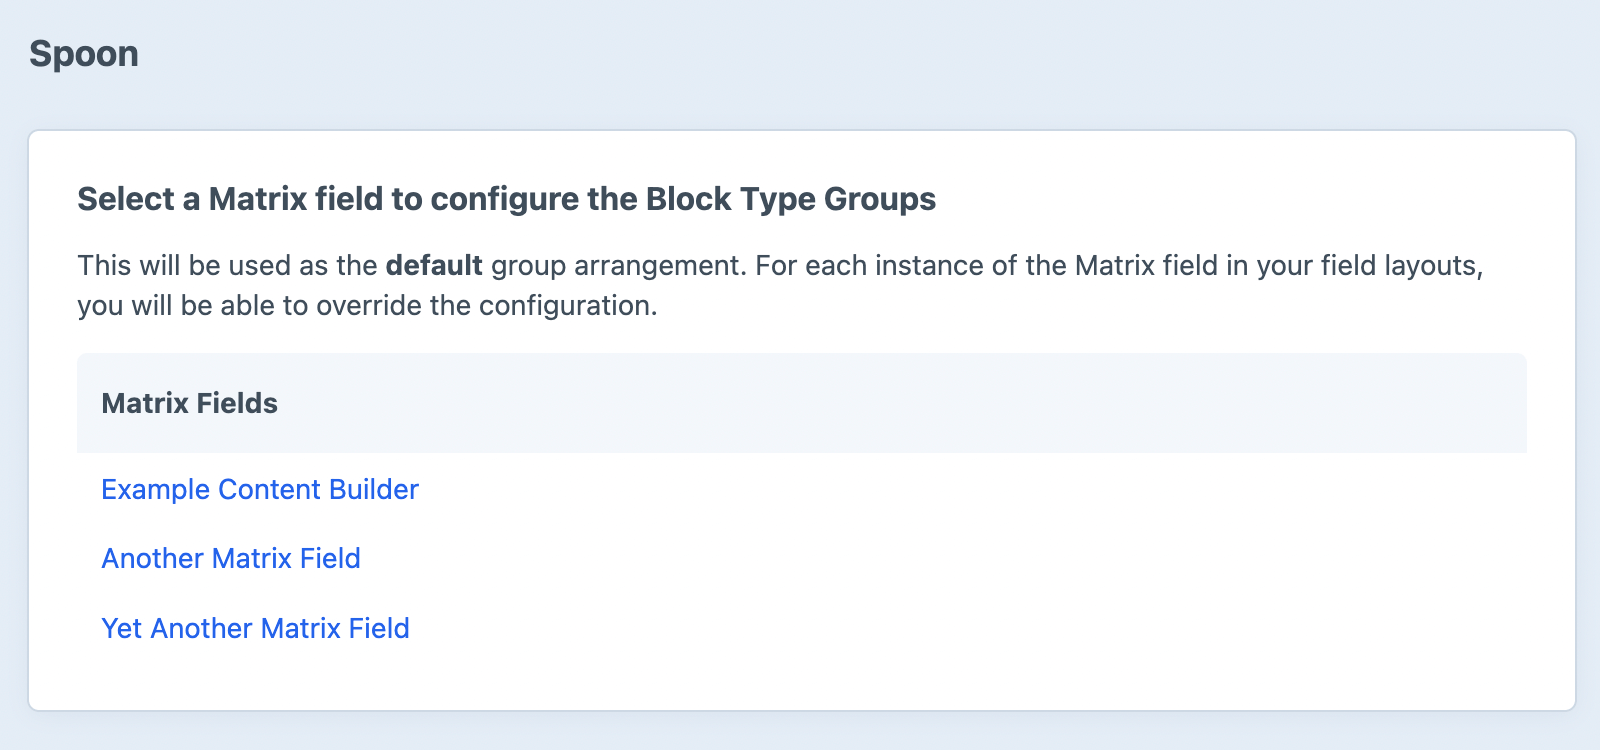 Spoon
Select a Matrix field to configure the Block Type Groups
This will be used as the default group arrangement. For each instance of the Matrix field in your field layouts,
you will be able to override the configuration.
Matrix Fields
Example Content Builder
Another Matrix Field
Yet Another Matrix Field